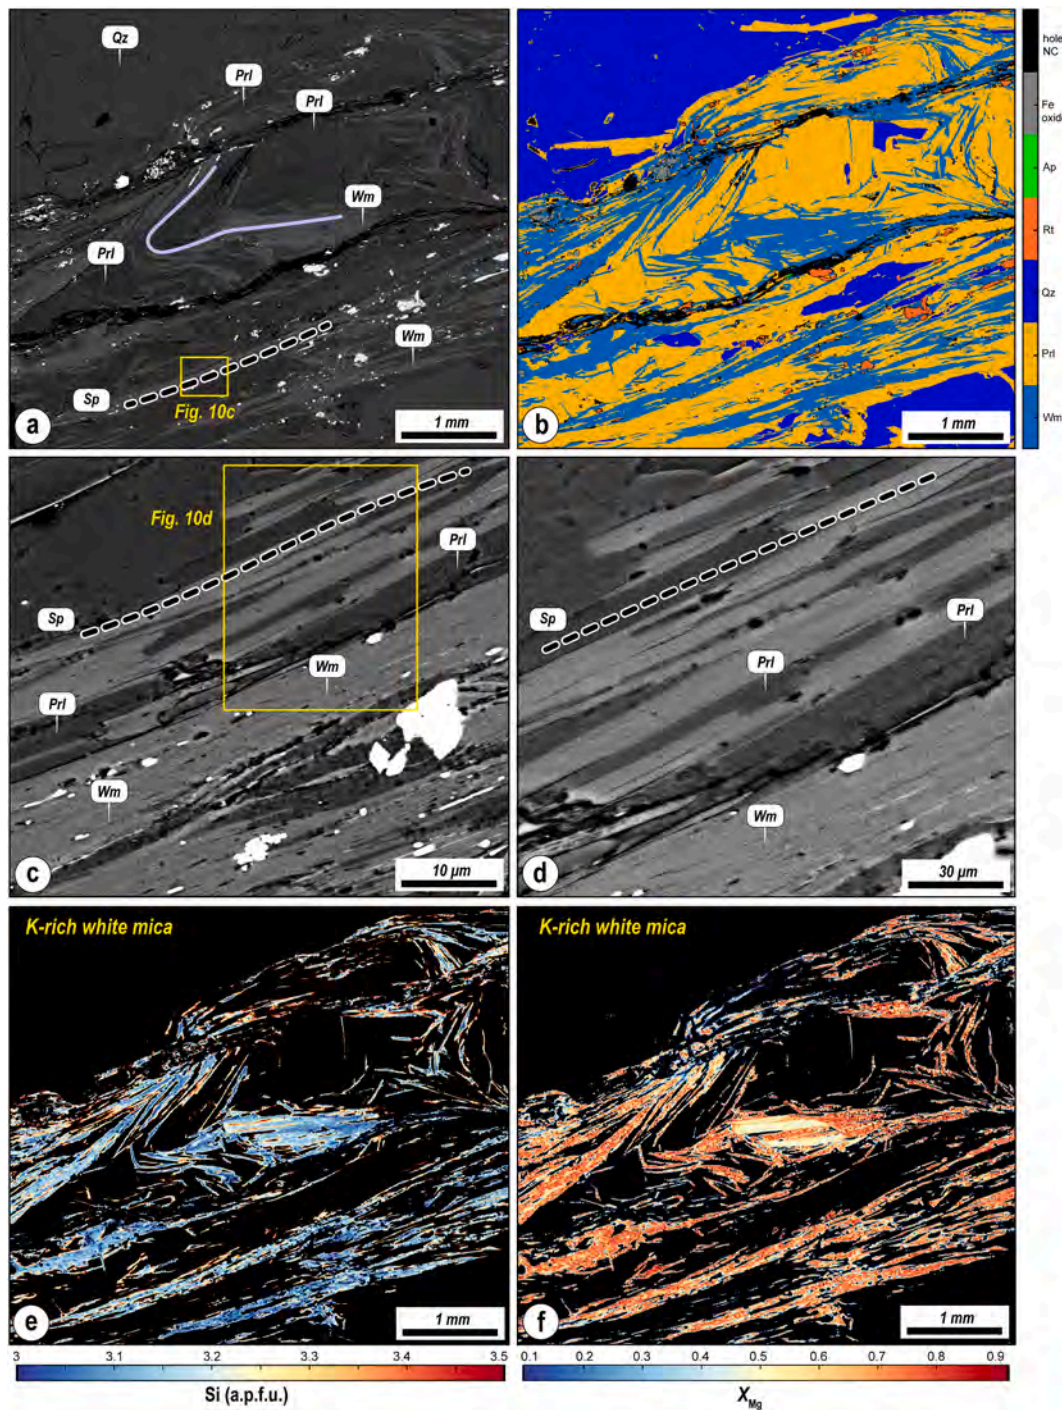 Qz
Prl
Prl
Wm
Prl
Wm
Sp
Fig. 10c
a
1 mm
b
1 mm
hole
NC
Fe
oxide
Ap
Rt
Qz
Prl
Wm
Fig. 10d
Prl
Sp
Wm
Prl
Wm
c
10 µm
Sp
Prl
Prl
Wm
d
30 µm
K-rich white mica
e
1 mm
K-rich white mica
f
1 mm
3 3.1 3.2 3.3 3.4 3.5
Si (a.p.f.u.)
0.1 0.2 0.3 0.4 0.5 0.6 0.7 0.8 0.9
XMg